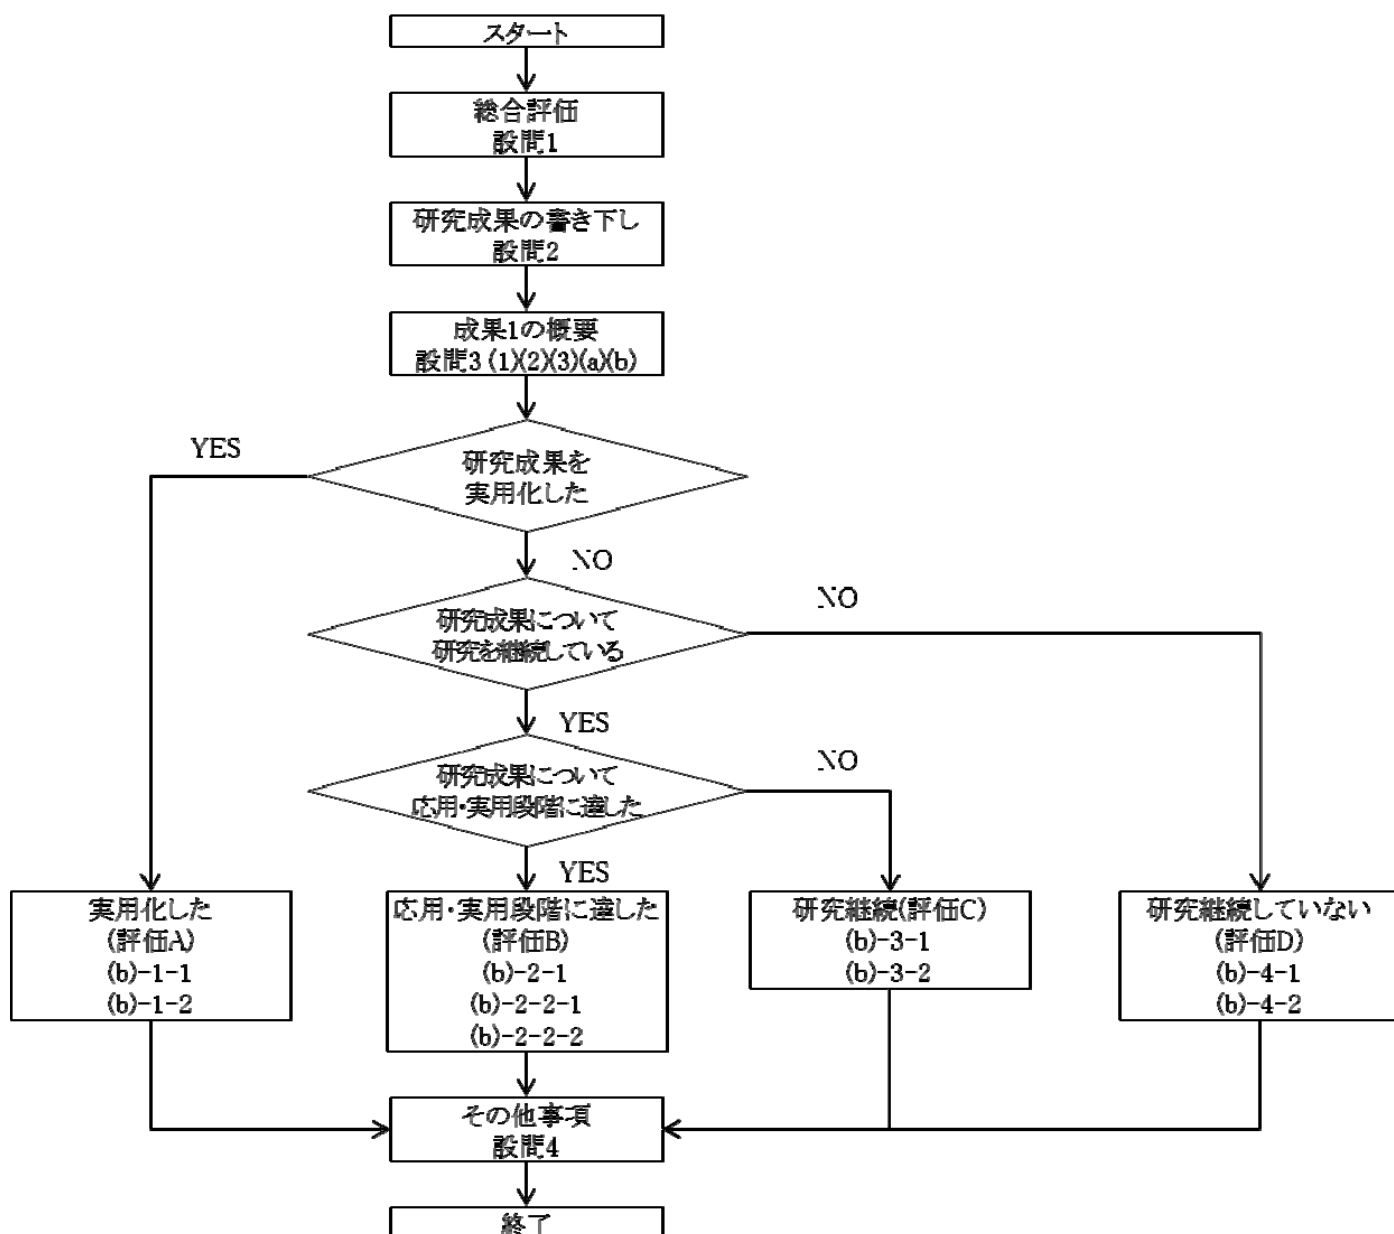 スタート
総合評価
設問1
研究成果の書き下し
設問2
成果1の概要
設問3 (1)(2)(3)(a)(b)
YES
研究成果を
実用化した
NO
NO
研究成果について
研究を継続している
YES
NO
研究成果について
応用・実用段階に達した
YES
実用化した
(評価A)
(b)-1-1
(b)-1-2
応用・実用段階に達した
(評価B)
(b)-2-1
(b)-2-2-1
(b)-2-2-2
研究継続(評価C)
(b)-3-1
(b)-3-2
研究継続していない
(評価D)
(b)-4-1
(b)-4-2
その他事項
設問4
終了